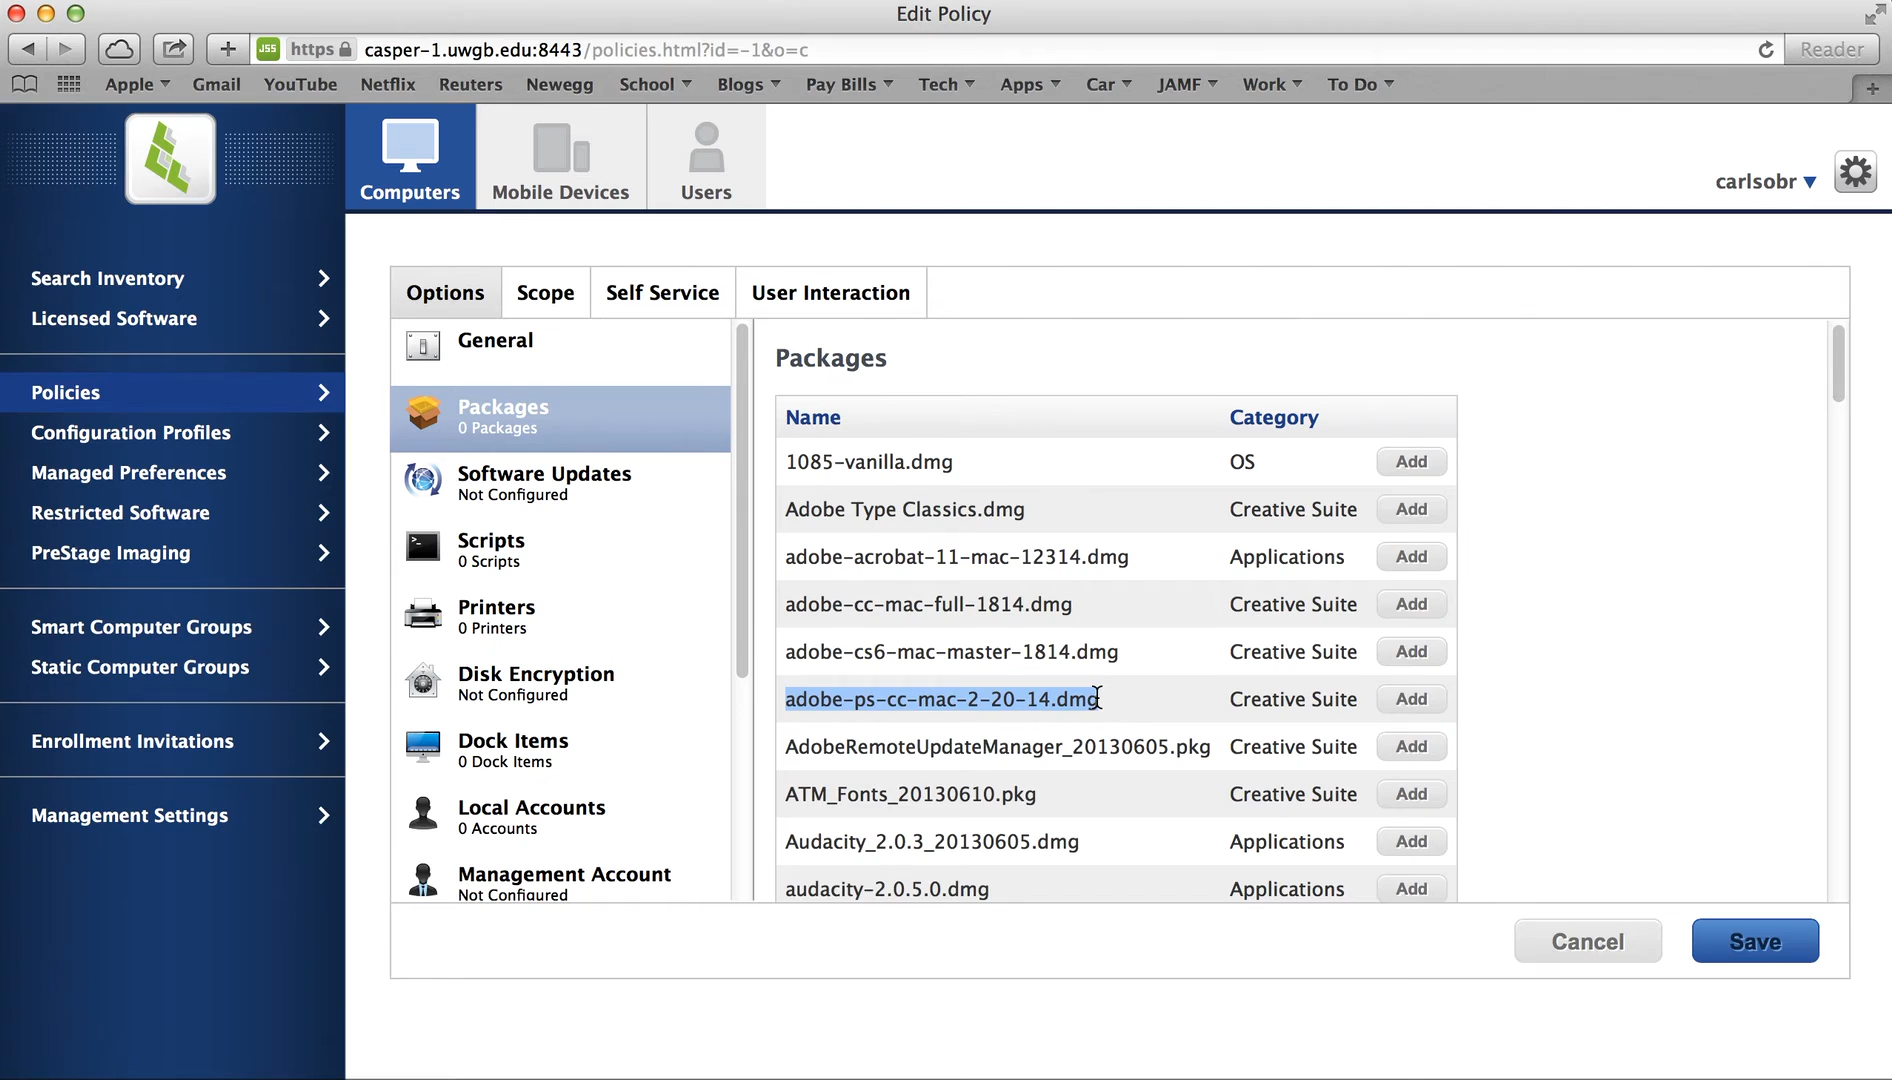 Edit Policy
JSS https casper-1.uwgb.edu:8443/policies.html?id=-1&o=c Reader
Apple Gmail YouTube Netflix Reuters Newegg School Blogs Pay Bills Tech Apps Car JAMF Work To Do
Computers Mobile Devices Users
carlsobr
Search Inventory
Licensed Software
Policies
Configuration Profiles
Managed Preferences
Restricted Software
PreStage Imaging
Smart Computer Groups
Static Computer Groups
Enrollment Invitations
Management Settings
Options Scope Self Service User Interaction
General
Packages
0 Packages
Software Updates
Not Configured
Scripts
0 Scripts
Printers
0 Printers
Disk Encryption
Not Configured
Dock Items
0 Dock Items
Local Accounts
0 Accounts
Management Account
Not Configured
Packages
Name Category
1085-vanilla.dmg OS Add
Adobe Type Classics.dmg Creative Suite Add
adobe-acrobat-11-mac-12314.dmg Applications Add
adobe-cc-mac-full-1814.dmg Creative Suite Add
adobe-cs6-mac-master-1814.dmg Creative Suite Add
adobe-ps-cc-mac-2-20-14.dmg Creative Suite Add
AdobeRemoteUpdateManager_20130605.pkg Creative Suite Add
ATM_Fonts_20130610.pkg Creative Suite Add
Audacity_2.0.3_20130605.dmg Applications Add
audacity-2.0.5.0.dmg Applications Add
Cancel Save